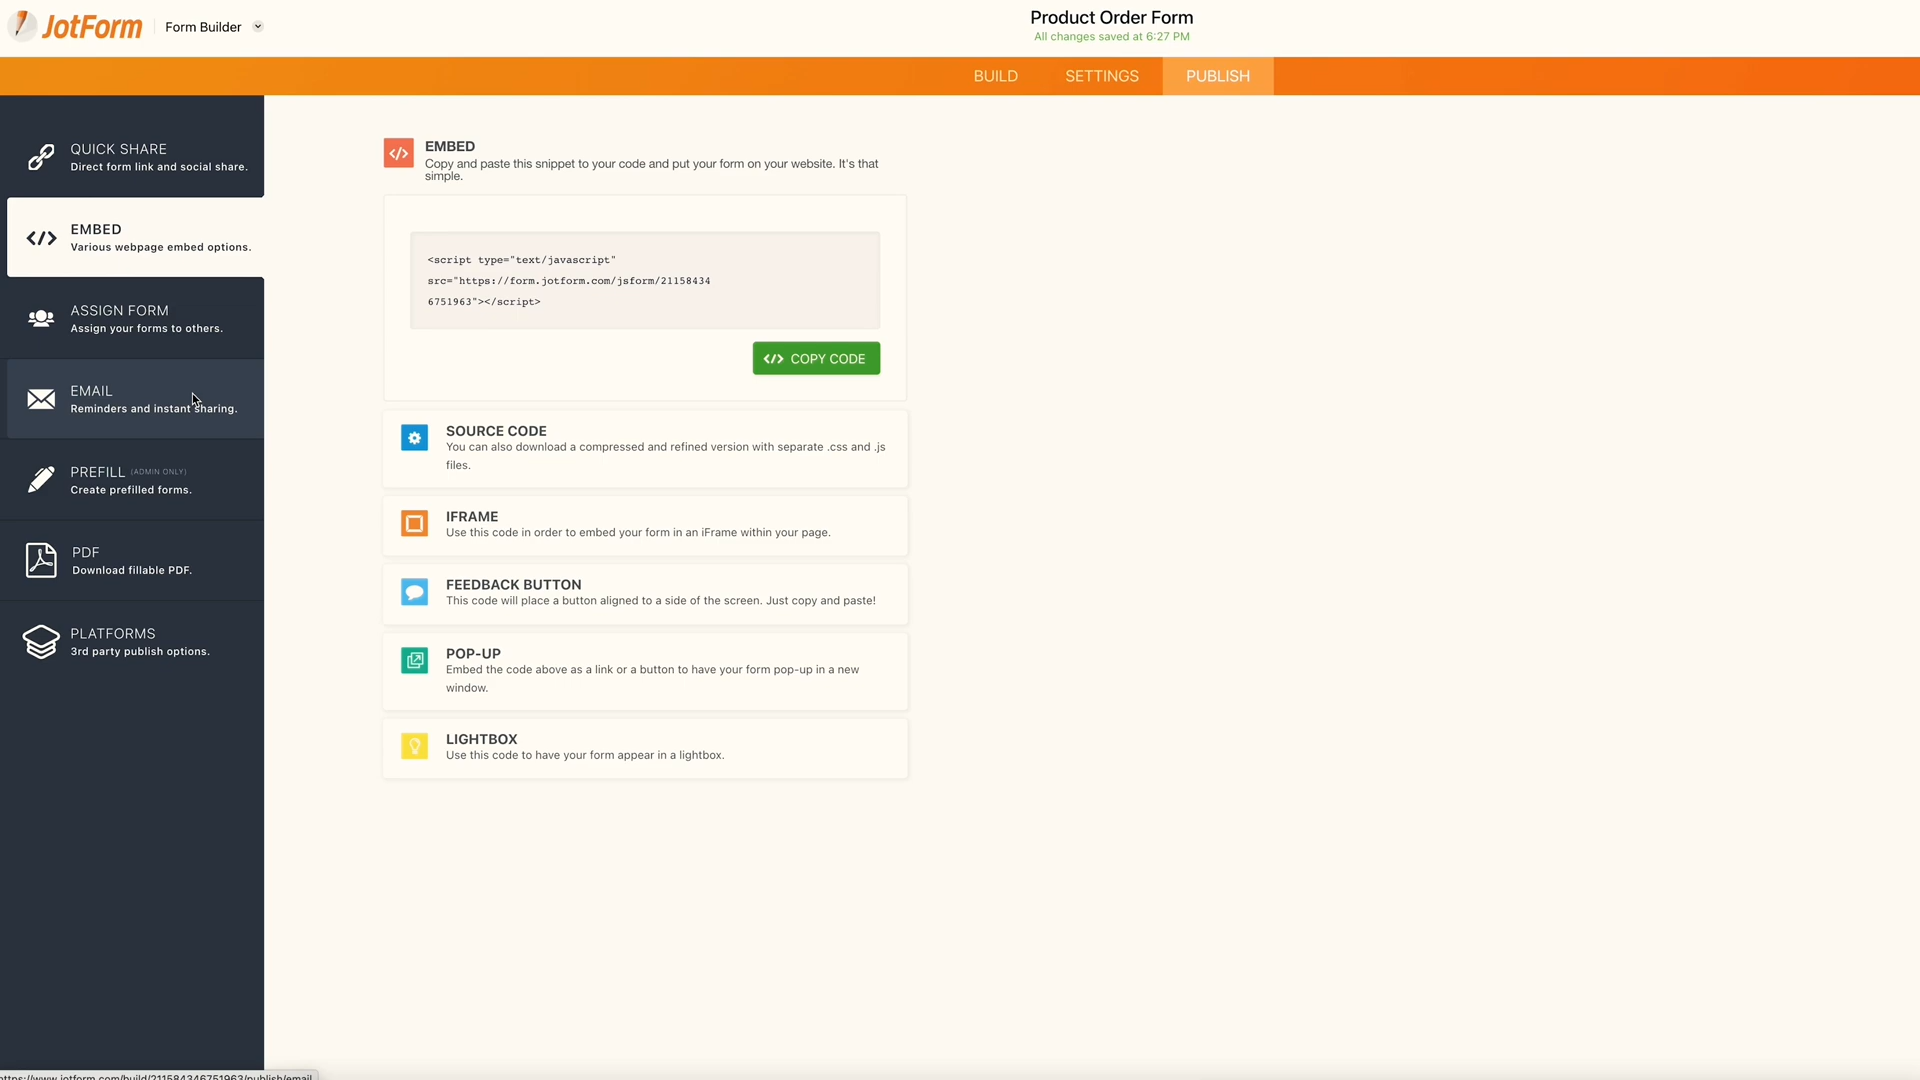 JotForm
Form Builder
Product Order Form
All changes saved at 6:27 PM
BUILD
SETTINGS
PUBLISH
QUICK SHARE
Direct form link and social share.
EMBED
Various webpage embed options.
ASSIGN FORM
Assign your forms to others.
EMAIL
Reminders and instant sharing.
PREFILL (ADMIN ONLY)
Create prefilled forms.
PDF
Download fillable PDF.
PLATFORMS
3rd party publish options.
EMBED
Copy and paste this snippet to your code and put your form on your website. It's that
simple.
<script type="text/javascript"
src="https://form.jotform.com/jsform/21158434
6751963"></script>
</> COPY CODE
SOURCE CODE
You can also download a compressed and refined version with separate .css and .js
files.
IFRAME
Use this code in order to embed your form in an iFrame within your page.
FEEDBACK BUTTON
This code will place a button aligned to a side of the screen. Just copy and paste!
POP-UP
Embed the code above as a link or a button to have your form pop-up in a new
window.
LIGHTBOX
Use this code to have your form appear in a lightbox.
https://www.jotform.com/build/211584346751963/publish/email